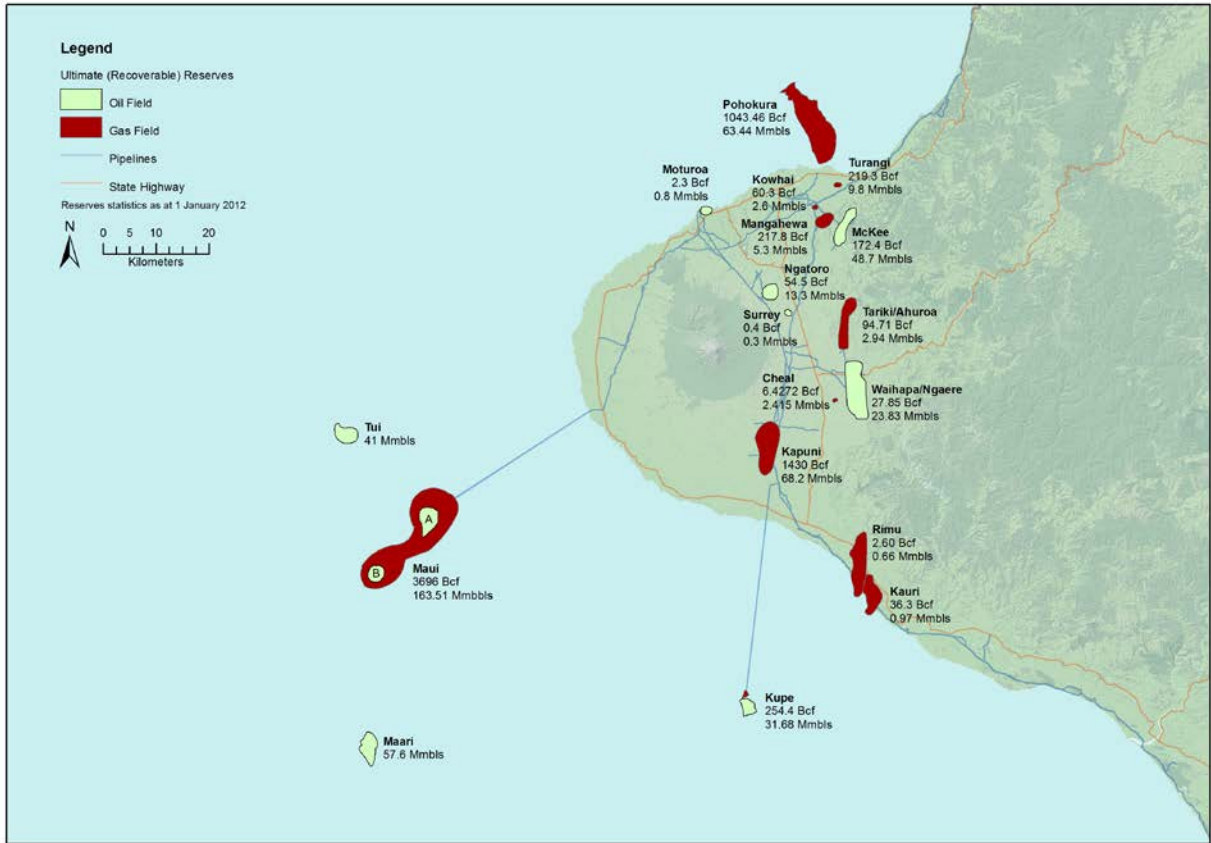 Legend
Ultimate (Recoverable) Reserves
Oil Field
Gas Field
Pipelines
State Highway
Reserves statistics as at 1 January 2012
N
0 5 10 20
Kilometers
Pohokura
1043.46 Bcf
63.44 Mmbls
Turangi
219.3 Bcf
9.8 Mmbls
Moturoa
2.3 Bcf
0.8 Mmbls
Kowhai
60.3 Bcf
2.6 Mmbls
Mangahewa
217.8 Bcf
5.3 Mmbls
McKee
172.4 Bcf
48.7 Mmbls
Ngatoro
54.5 Bcf
13.3 Mmbls
Surrey
0.4 Bcf
0.3 Mmbls
Tariki/Ahuroa
94.71 Bcf
2.94 Mmbls
Cheal
6.4272 Bcf
2.415 Mmbls
Waihapa/Ngaere
27.85 Bcf
23.83 Mmbls
Tui
41 Mmbls
Kapuni
1430 Bcf
68.2 Mmbls
A
B
Maui
3696 Bcf
163.51 Mmbbls
Rimu
2.60 Bcf
0.66 Mmbls
Kauri
36.3 Bcf
0.97 Mmbls
Kupe
254.4 Bcf
31.68 Mmbls
Maari
57.6 Mmbls